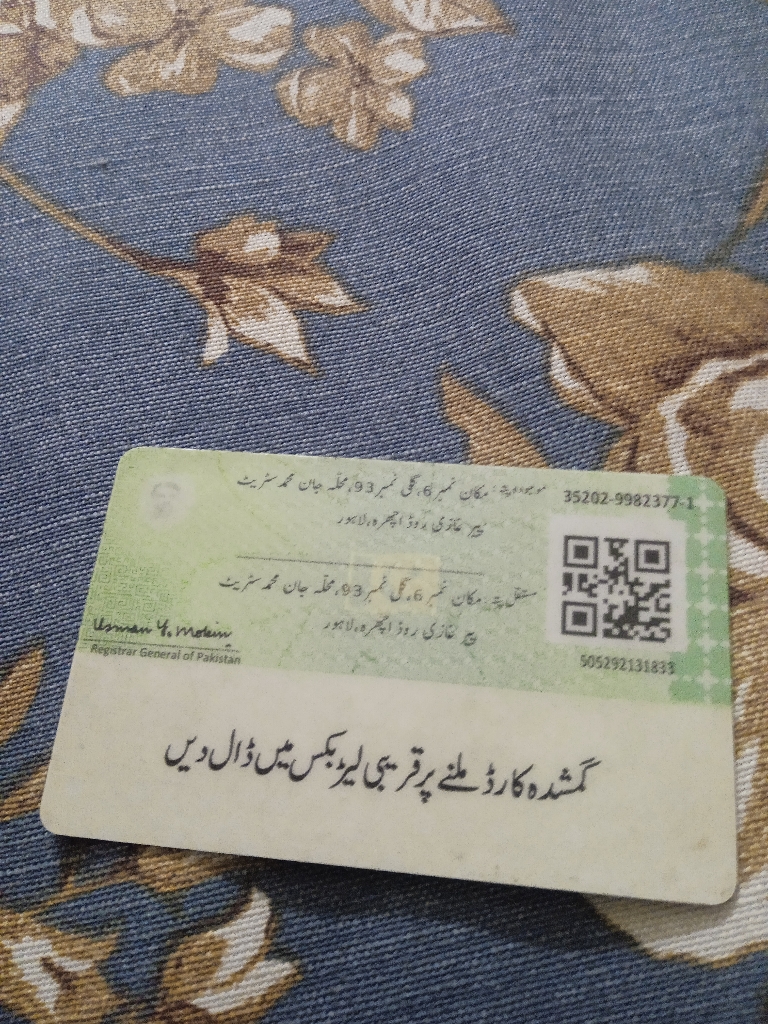 35202-9982377-1
موجودہ پتہ: مکان نمبر 6، گلی نمبر 93، محلہ جان محمد سٹریٹ
پیر غازی روڈ اچھرہ، لاہور
مستقل پتہ: مکان نمبر 6، گلی نمبر 93، محلہ جان محمد سٹریٹ
پیر غازی روڈ اچھرہ، لاہور
Usman Y. Mobin
Registrar General of Pakistan
505292131833
گمشدہ کارڈ ملنے پر قریبی لیٹر بکس میں ڈال دیں